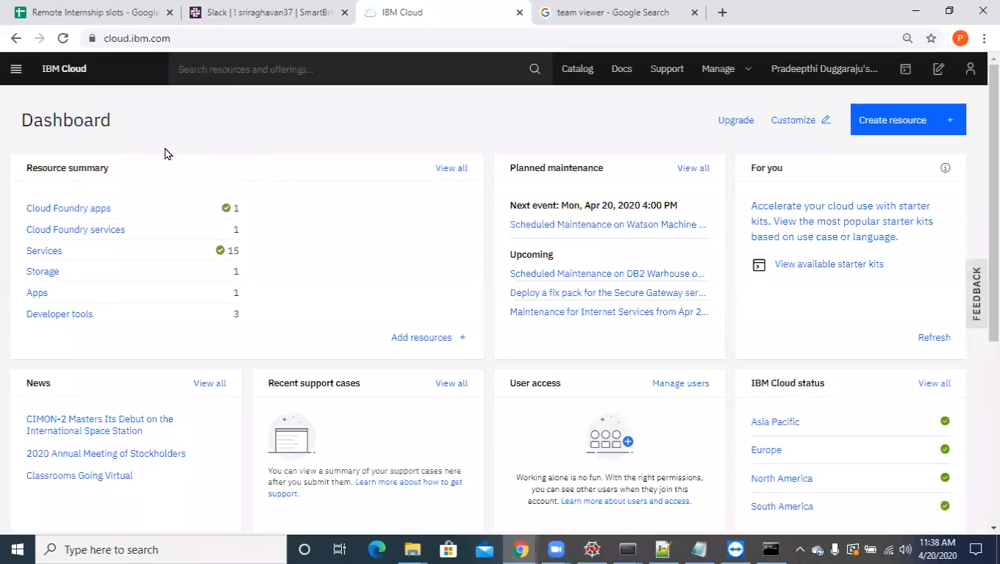 Remote Internship slots - Google
Slack | ! sriraghavan37 | SmartBri
IBM Cloud
team viewer - Google Search
cloud.ibm.com
P
IBM Cloud
Search resources and offerings...
Catalog
Docs
Support
Manage
Pradeepthi Duggaraju's...
Dashboard
Upgrade
Customize
Create resource +
Resource summary
View all
Cloud Foundry apps 1
Cloud Foundry services 1
Services 15
Storage 1
Apps 1
Developer tools 3
Add resources +
Planned maintenance
View all
Next event: Mon, Apr 20, 2020 4:00 PM
Scheduled Maintenance on Watson Machine ...
Upcoming
Scheduled Maintenance on DB2 Warhouse o...
Deploy a fix pack for the Secure Gateway ser...
Maintenance for Internet Services from Apr 2...
For you
Accelerate your cloud use with starter
kits. View the most popular starter kits
based on use case or language.
View available starter kits
Refresh
FEEDBACK
News
View all
CIMON-2 Masters Its Debut on the
International Space Station
2020 Annual Meeting of Stockholders
Classrooms Going Virtual
Recent support cases
View all
You can view a summary of your support cases here
after you submit them. Learn more about how to get
support.
User access
Manage users
Working alone is no fun. With the right permissions,
you can see other users when they join this
account. Learn more about users and access.
IBM Cloud status
View all
Asia Pacific
Europe
North America
South America
Type here to search
11:38 AM
4/20/2020